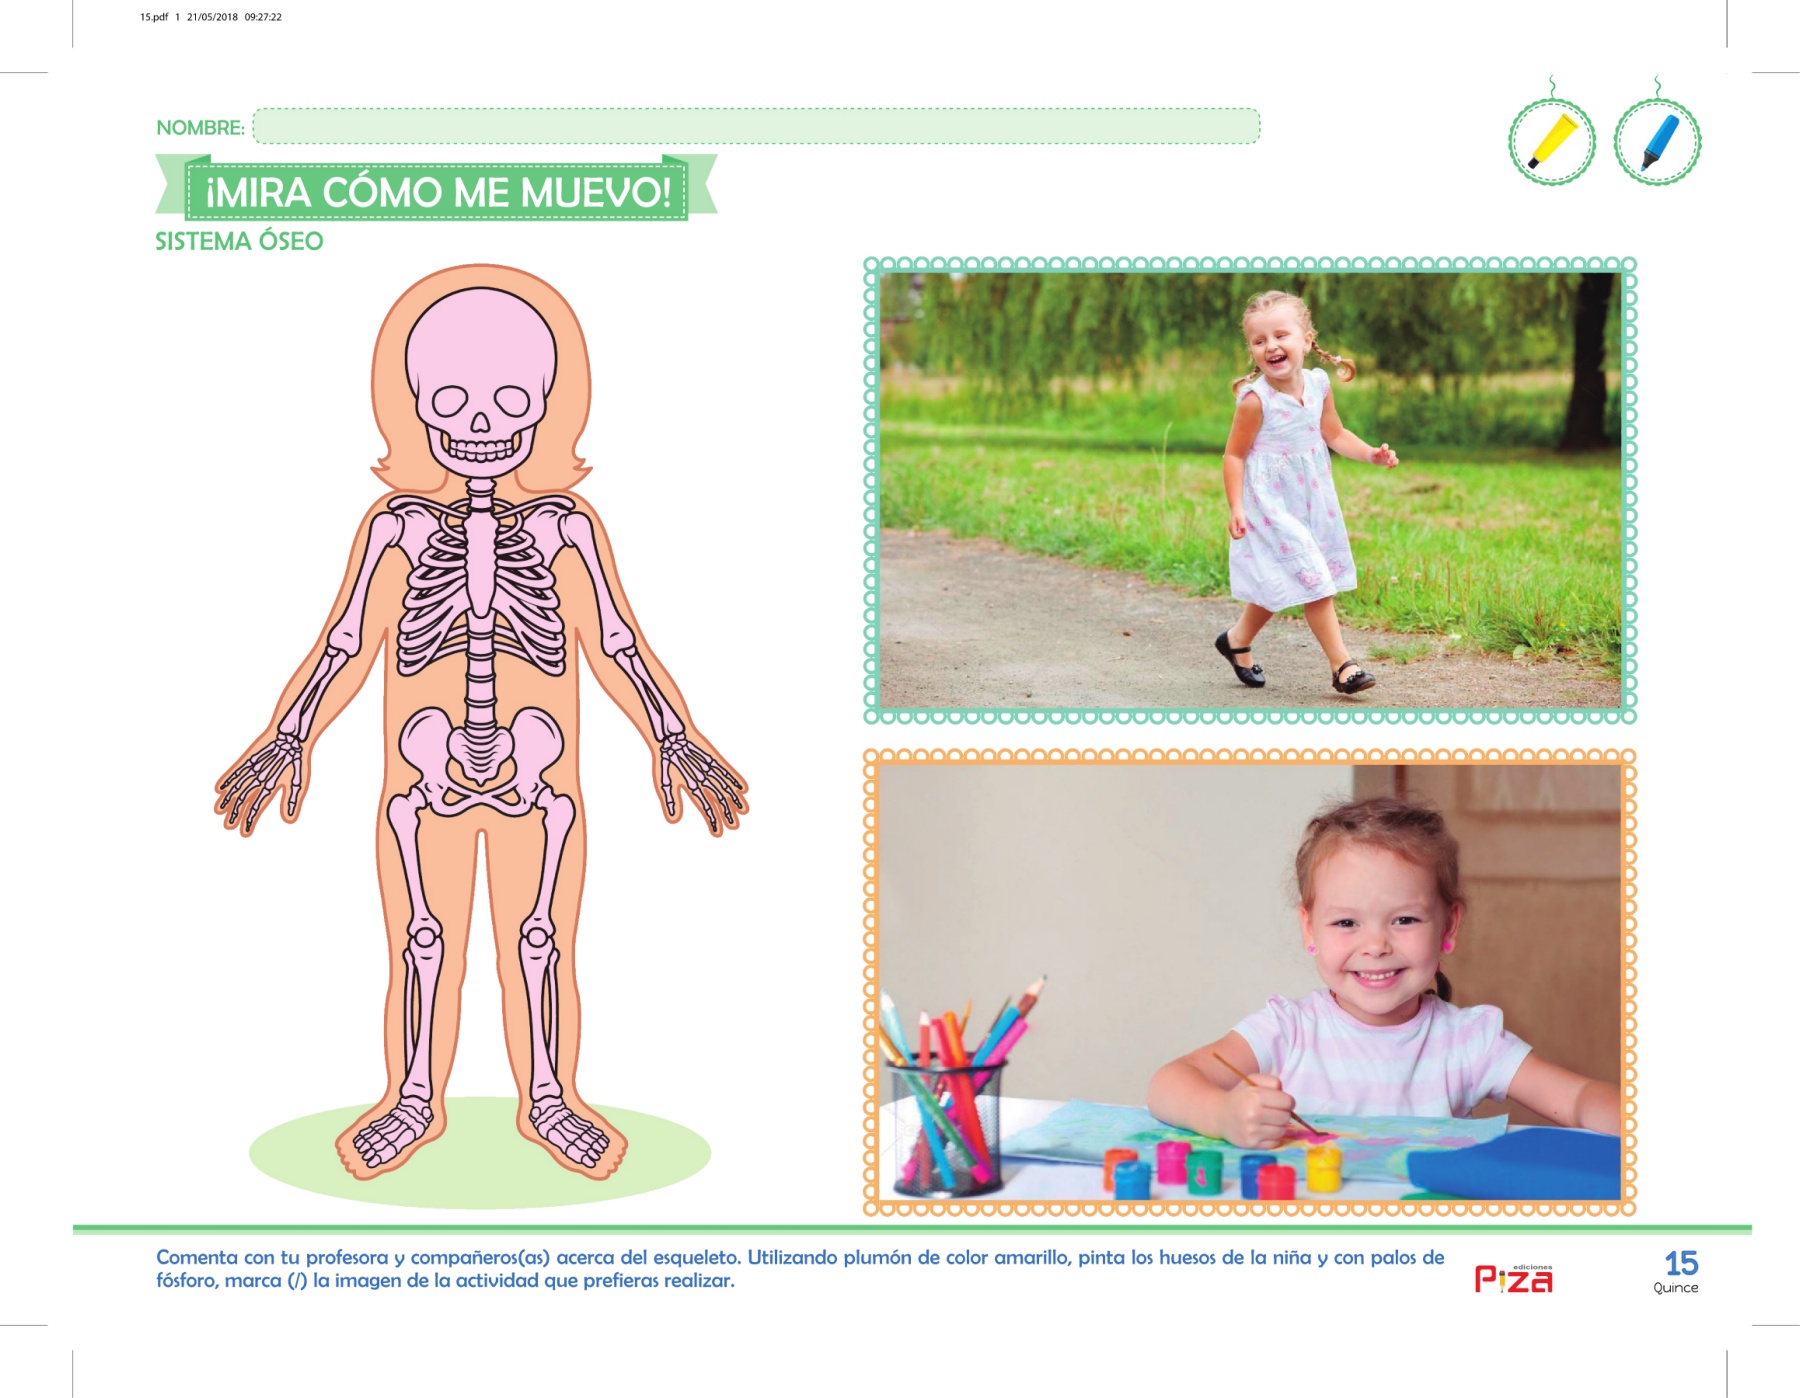 15.pdf 1 21/05/2018 09:27:22
NOMBRE:
¡MIRA CÓMO ME MUEVO!
SISTEMA ÓSEO
Comenta con tu profesora y compañeros(as) acerca del esqueleto. Utilizando plumón de color amarillo, pinta los huesos de la niña y con palos de
fósforo, marca (/) la imagen de la actividad que prefieras realizar.
ediciones
Piza
15
Quince